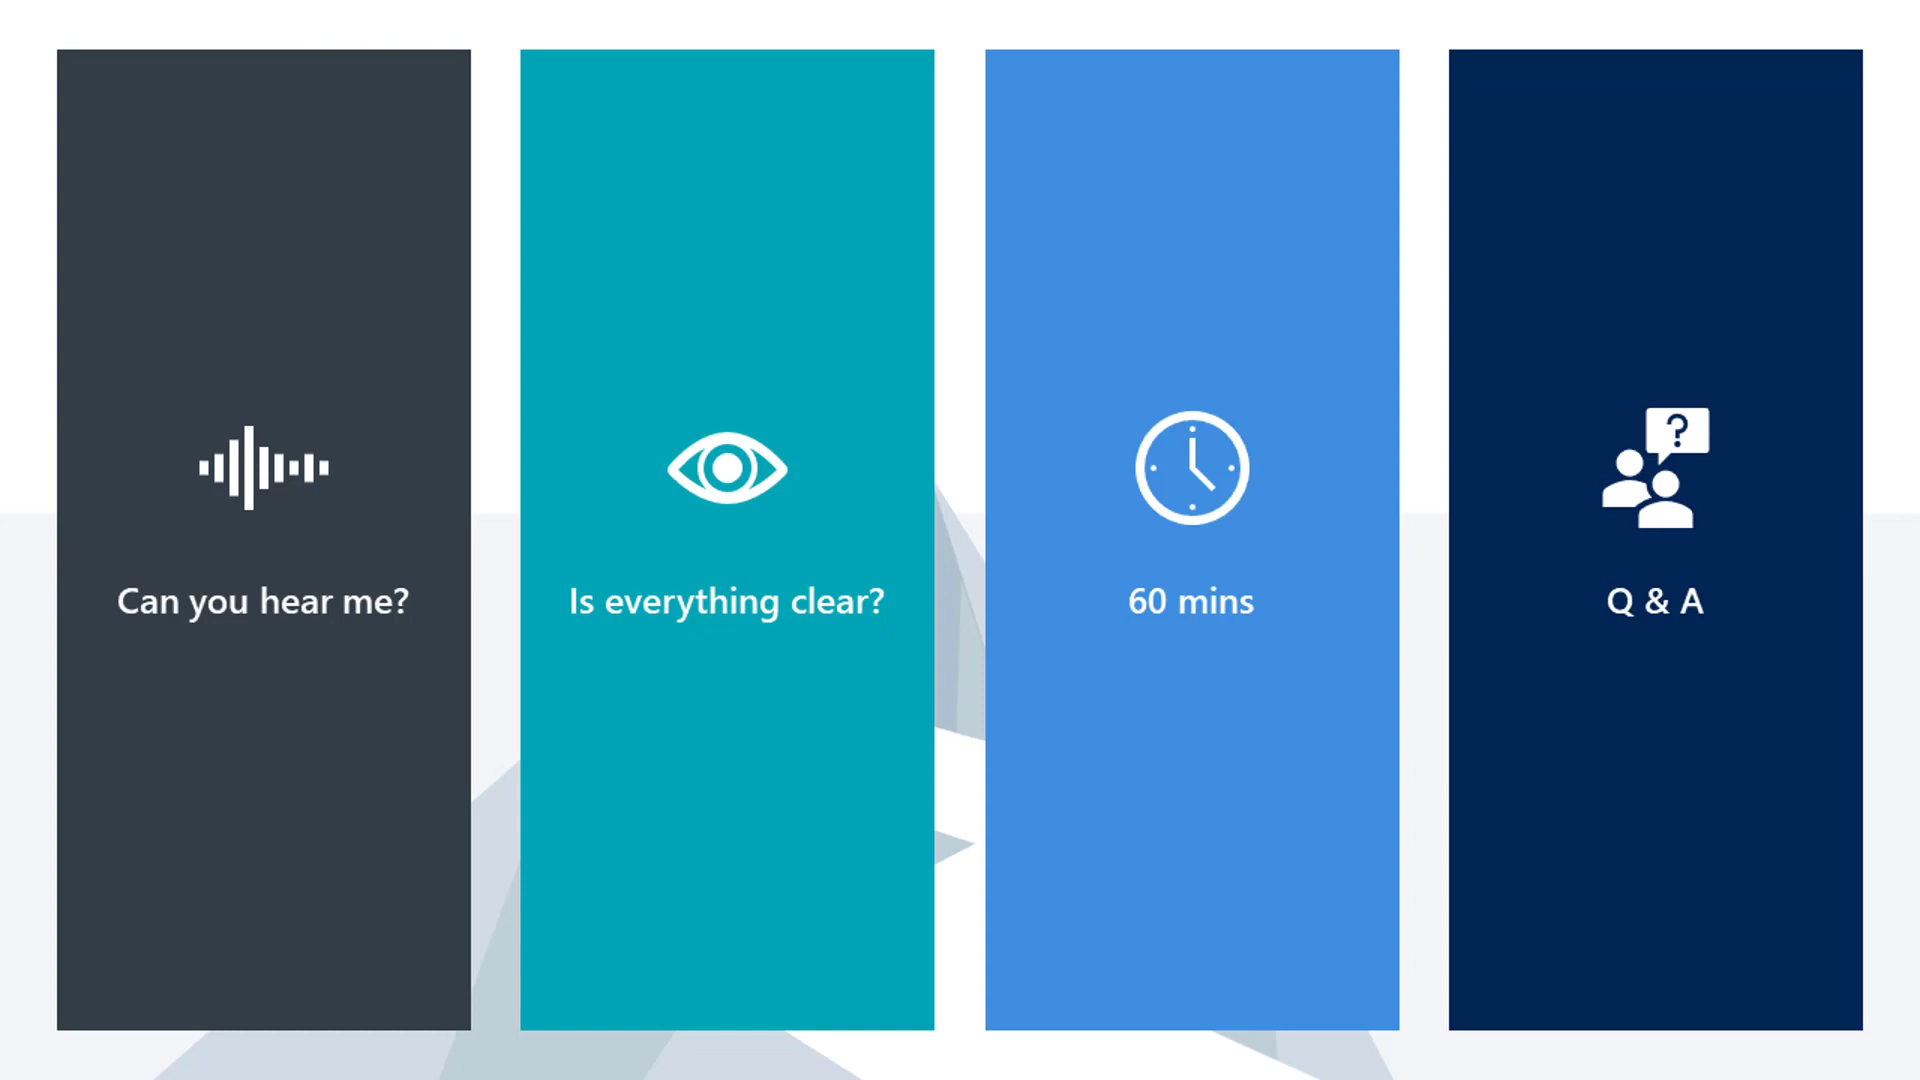 Can you hear me?
Is everything clear?
60 mins
?
Q & A